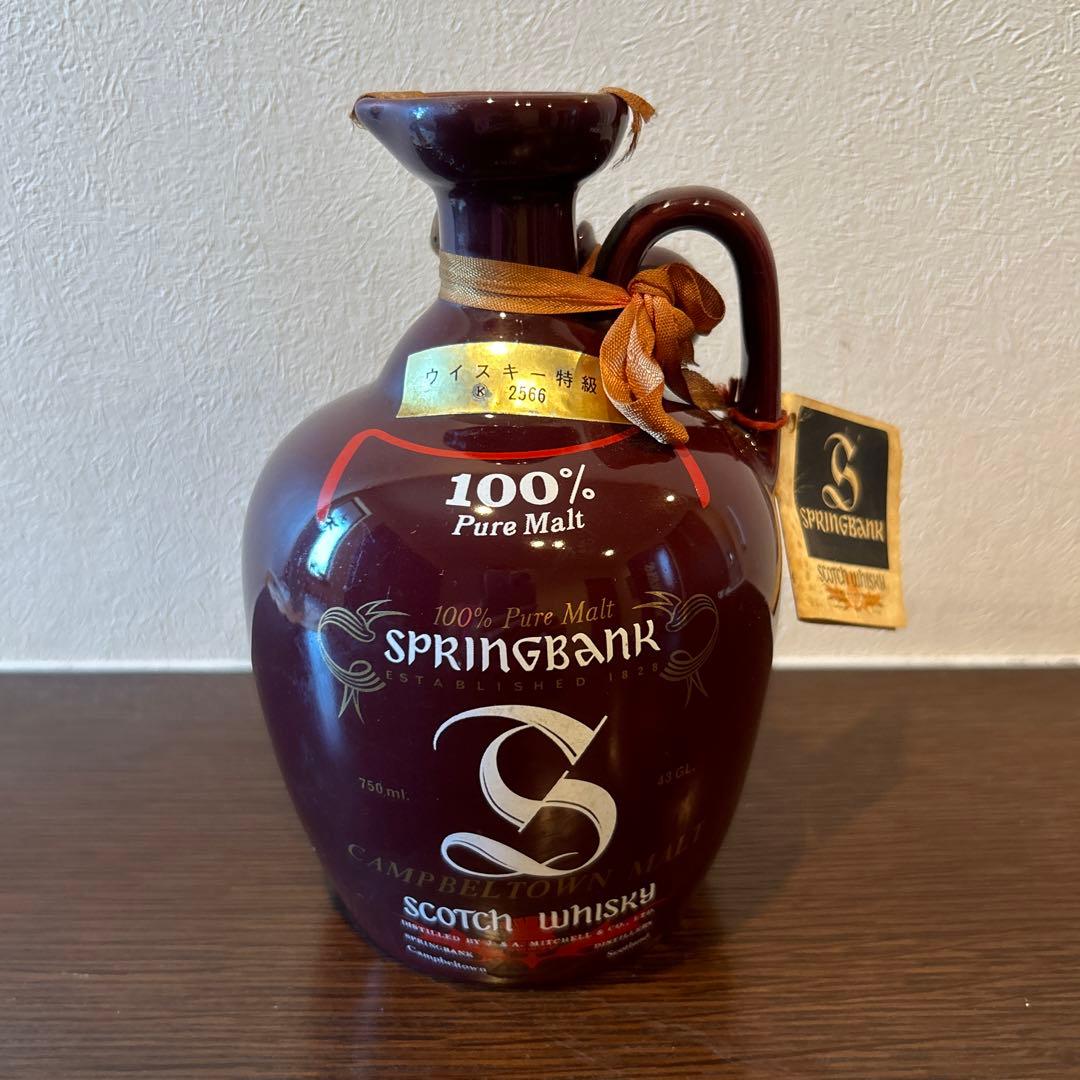 ウイスキー特級
Ⓚ 2566
100%
Pure Malt
100% Pure Malt
SPRINGBANK
ESTABLISHED 1828
S
750 ml.
43 GL.
CAMPBELTOWN MALT
SCOTCH WHISKY
DISTILLED BY J. & A. MITCHELL & CO., LTD.
SPRINGBANK DISTILLERY
Campbeltown Scotland
S
SPRINGBANK
SCOTCH WHISKY